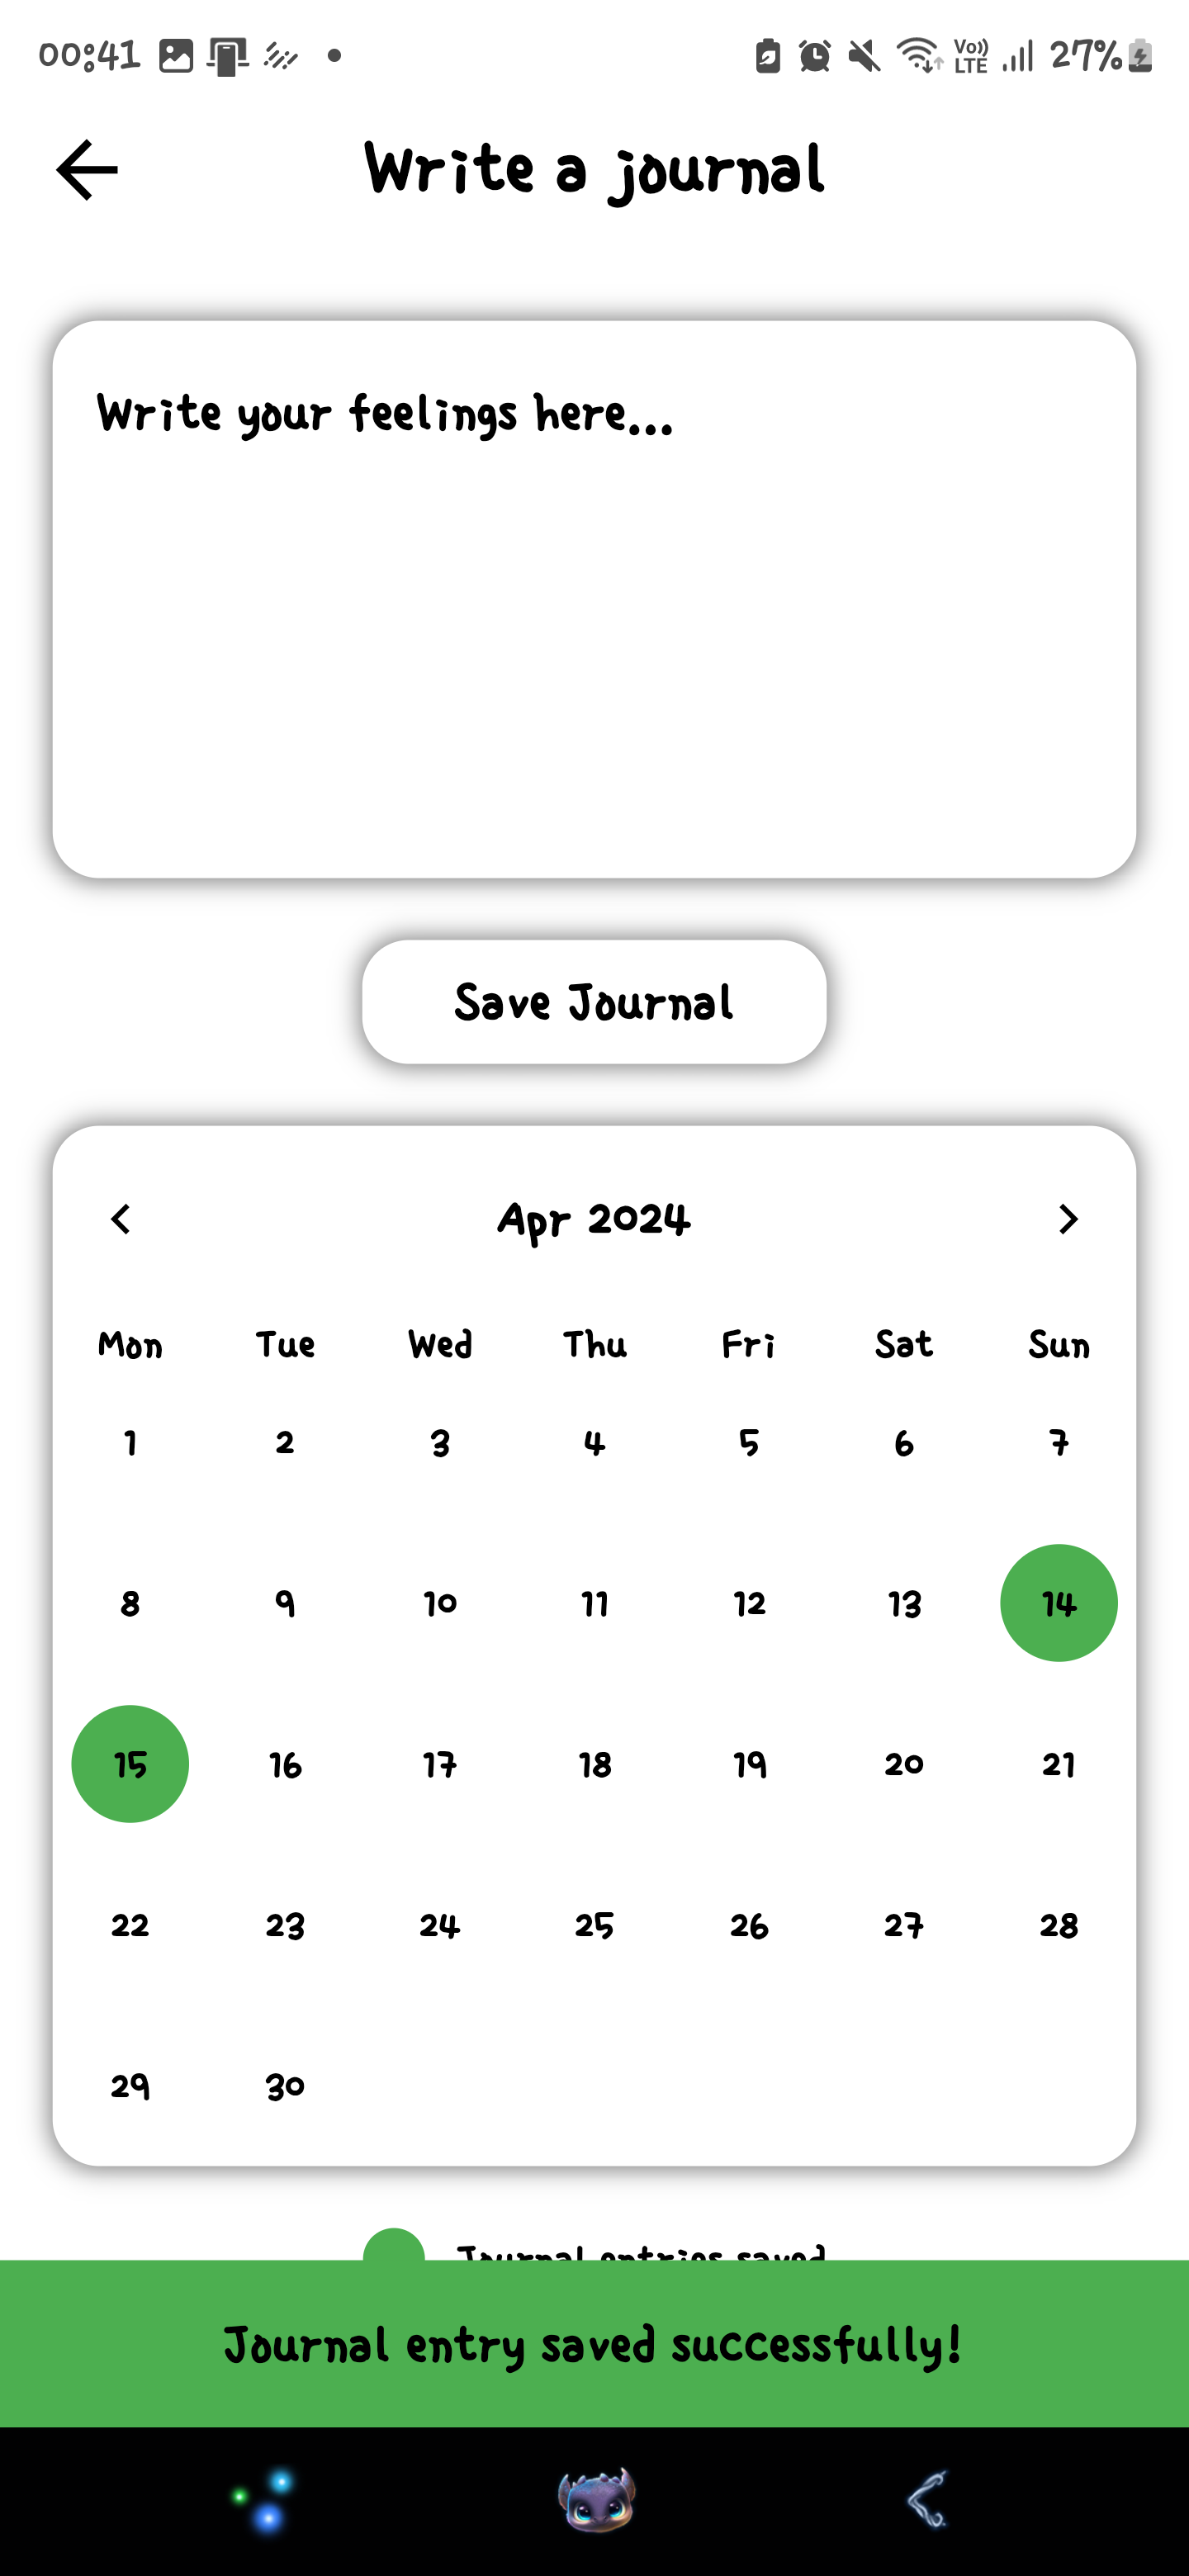 00:41 Vo)) LTE 27%
Write a journal
Write your feelings here...
Save Journal
Apr 2024
Mon Tue Wed Thu Fri Sat Sun
1 2 3 4 5 6 7
8 9 10 11 12 13 14
15 16 17 18 19 20 21
22 23 24 25 26 27 28
29 30
Journal entries saved
Journal entry saved successfully!